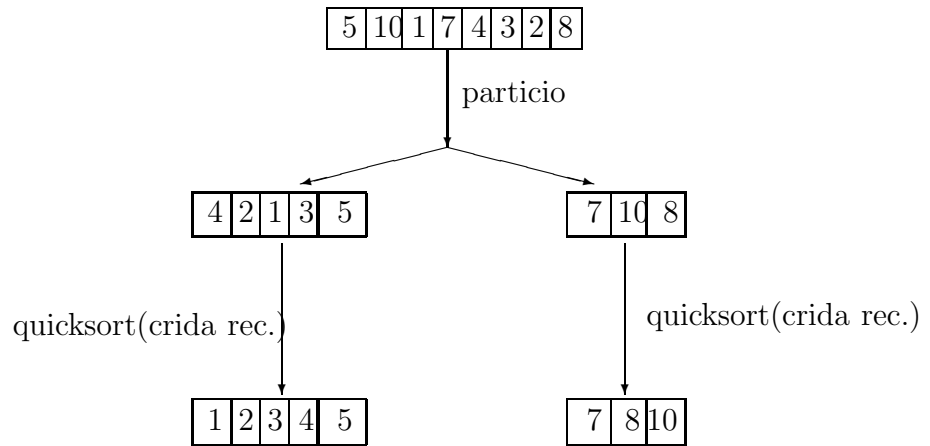 5 10 1 7 4 3 2 8
particio
4 2 1 3 5
7 10 8
quicksort(crida rec.)
quicksort(crida rec.)
1 2 3 4 5
7 8 10